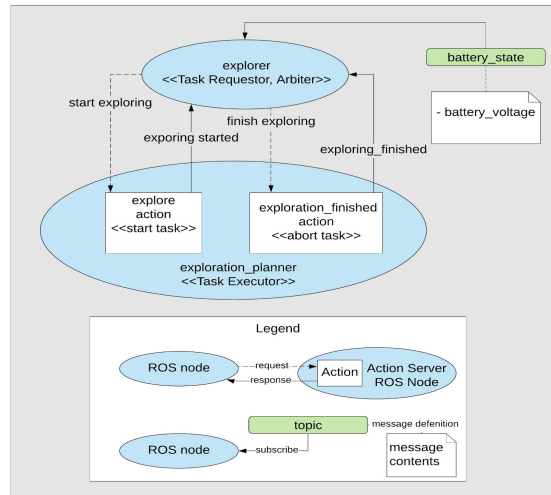 explorer
<<Task Requestor, Arbiter>>
battery_state
- battery_voltage
start exploring
finish exploring
exporing started
exploring_finished
explore
action
<<start task>>
exploration_finished
action
<<abort task>>
exploration_planner
<<Task Executor>>
Legend
ROS node
request
response
Action
Action Server
ROS Node
topic
message defenition
ROS node
subscribe
message
contents